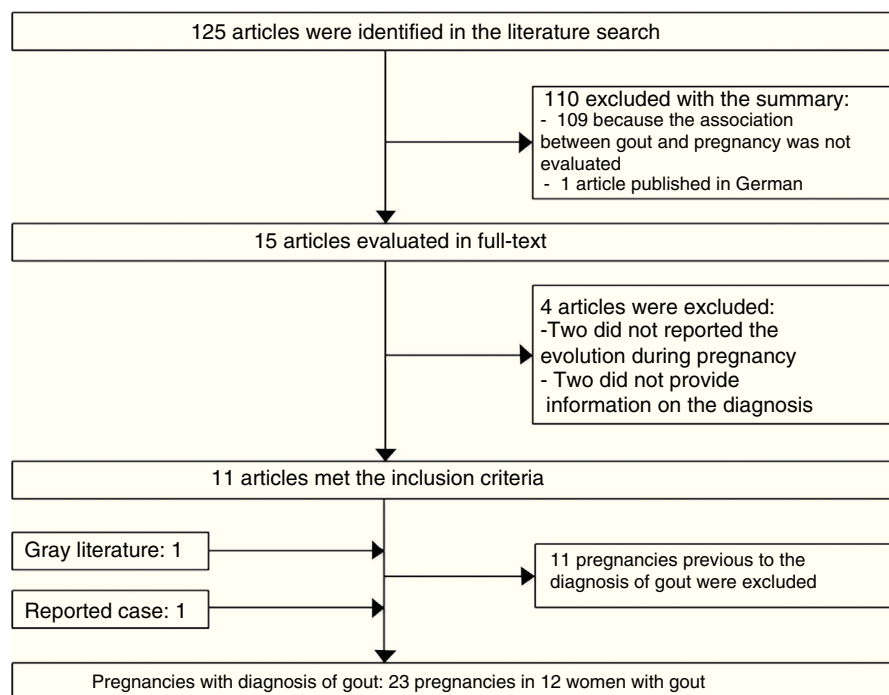 125 articles were identified in the literature search
110 excluded with the summary:
- 109 because the association
between gout and pregnancy was not
evaluated
- 1 article published in German
15 articles evaluated in full-text
4 articles were excluded:
-Two did not reported the
evolution during pregnancy
- Two did not provide
information on the diagnosis
11 articles met the inclusion criteria
Gray literature: 1
11 pregnancies previous to the
diagnosis of gout were excluded
Reported case: 1
Pregnancies with diagnosis of gout: 23 pregnancies in 12 women with gout